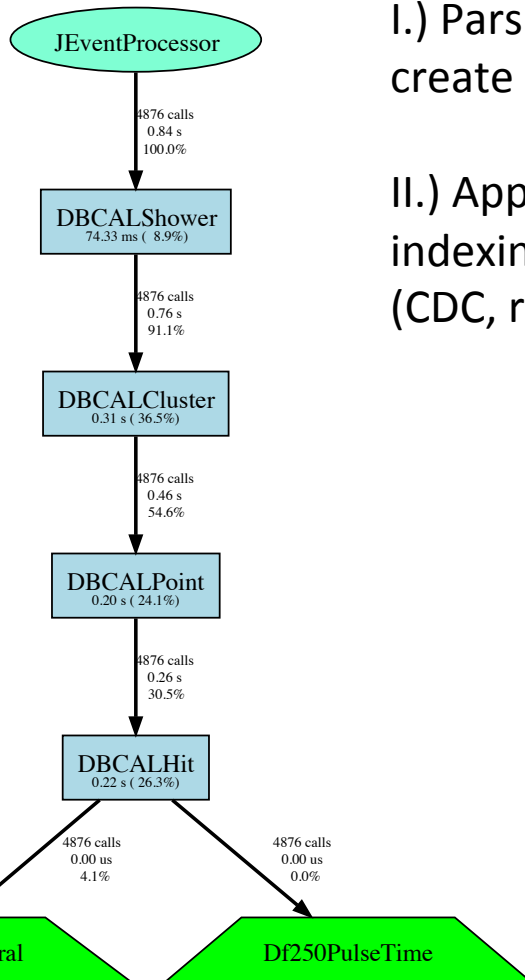 JEventProcessor
4876 calls
0.84 s
100.0%
DBCALShower
74.33 ms ( 8.9%)
4876 calls
0.76 s
91.1%
DBCALCluster
0.31 s ( 36.5%)
4876 calls
0.46 s
54.6%
DBCALPoint
0.20 s ( 24.1%)
4876 calls
0.26 s
30.5%
DBCALHit
0.22 s ( 26.3%)
4876 calls
0.00 us
4.1%
4876 calls
0.00 us
0.0%
ral
Df250PulseTime
I.) Pars
create
II.) App
indexin
(CDC, r